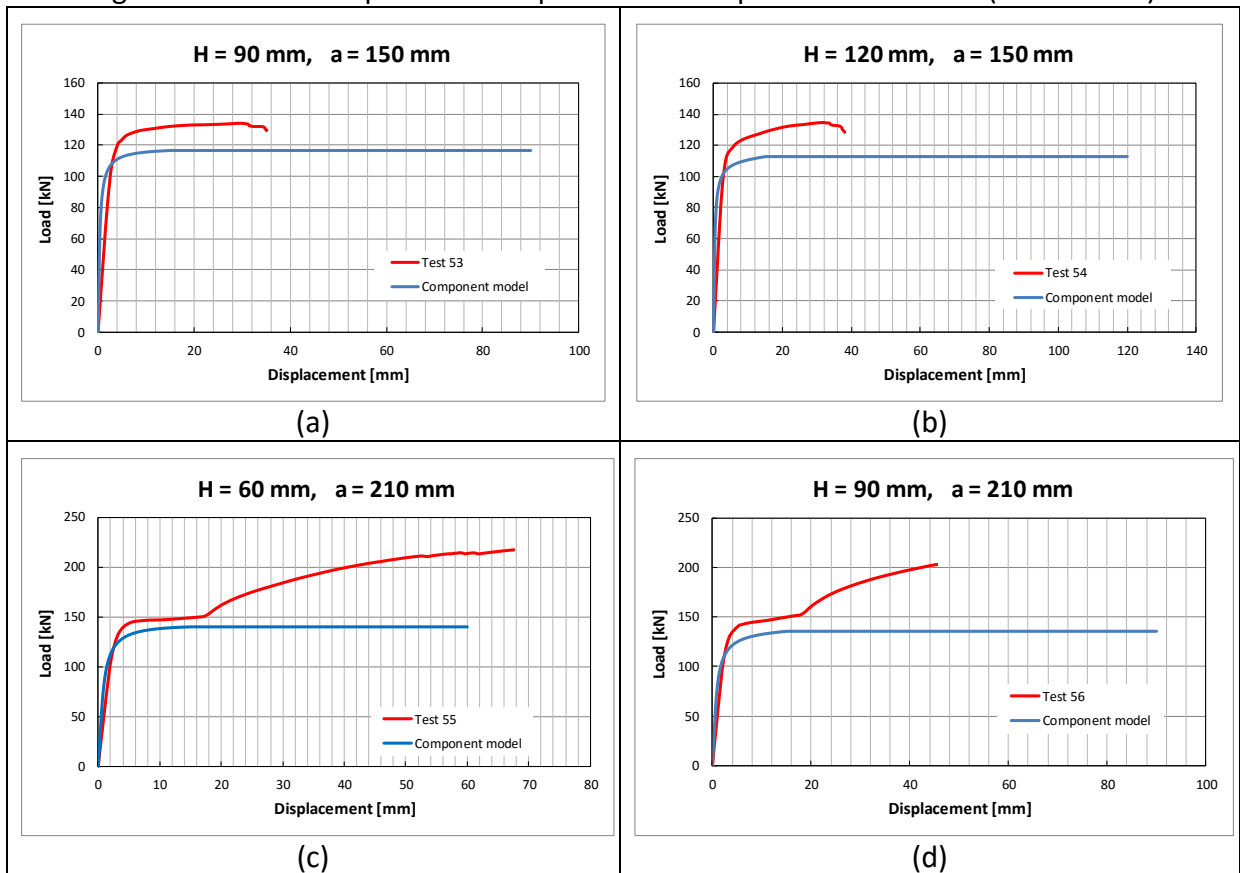 H = 90 mm, a = 150 mm
160
140
120
100
80
60
40
20
0
Load [kN]
Test 53
Component model
0 20 40 60 80 100
Displacement [mm]
(a)
H = 120 mm, a = 150 mm
160
140
120
100
80
60
40
20
0
Load [kN]
Test 54
Component model
0 20 40 60 80 100 120 140
Displacement [mm]
(b)
H = 60 mm, a = 210 mm
250
200
150
100
50
0
Load [kN]
Test 55
Component model
0 10 20 30 40 50 60 70 80
Displacement [mm]
(c)
H = 90 mm, a = 210 mm
250
200
150
100
50
0
Load [kN]
Test 56
Component model
0 20 40 60 80 100
Displacement [mm]
(d)